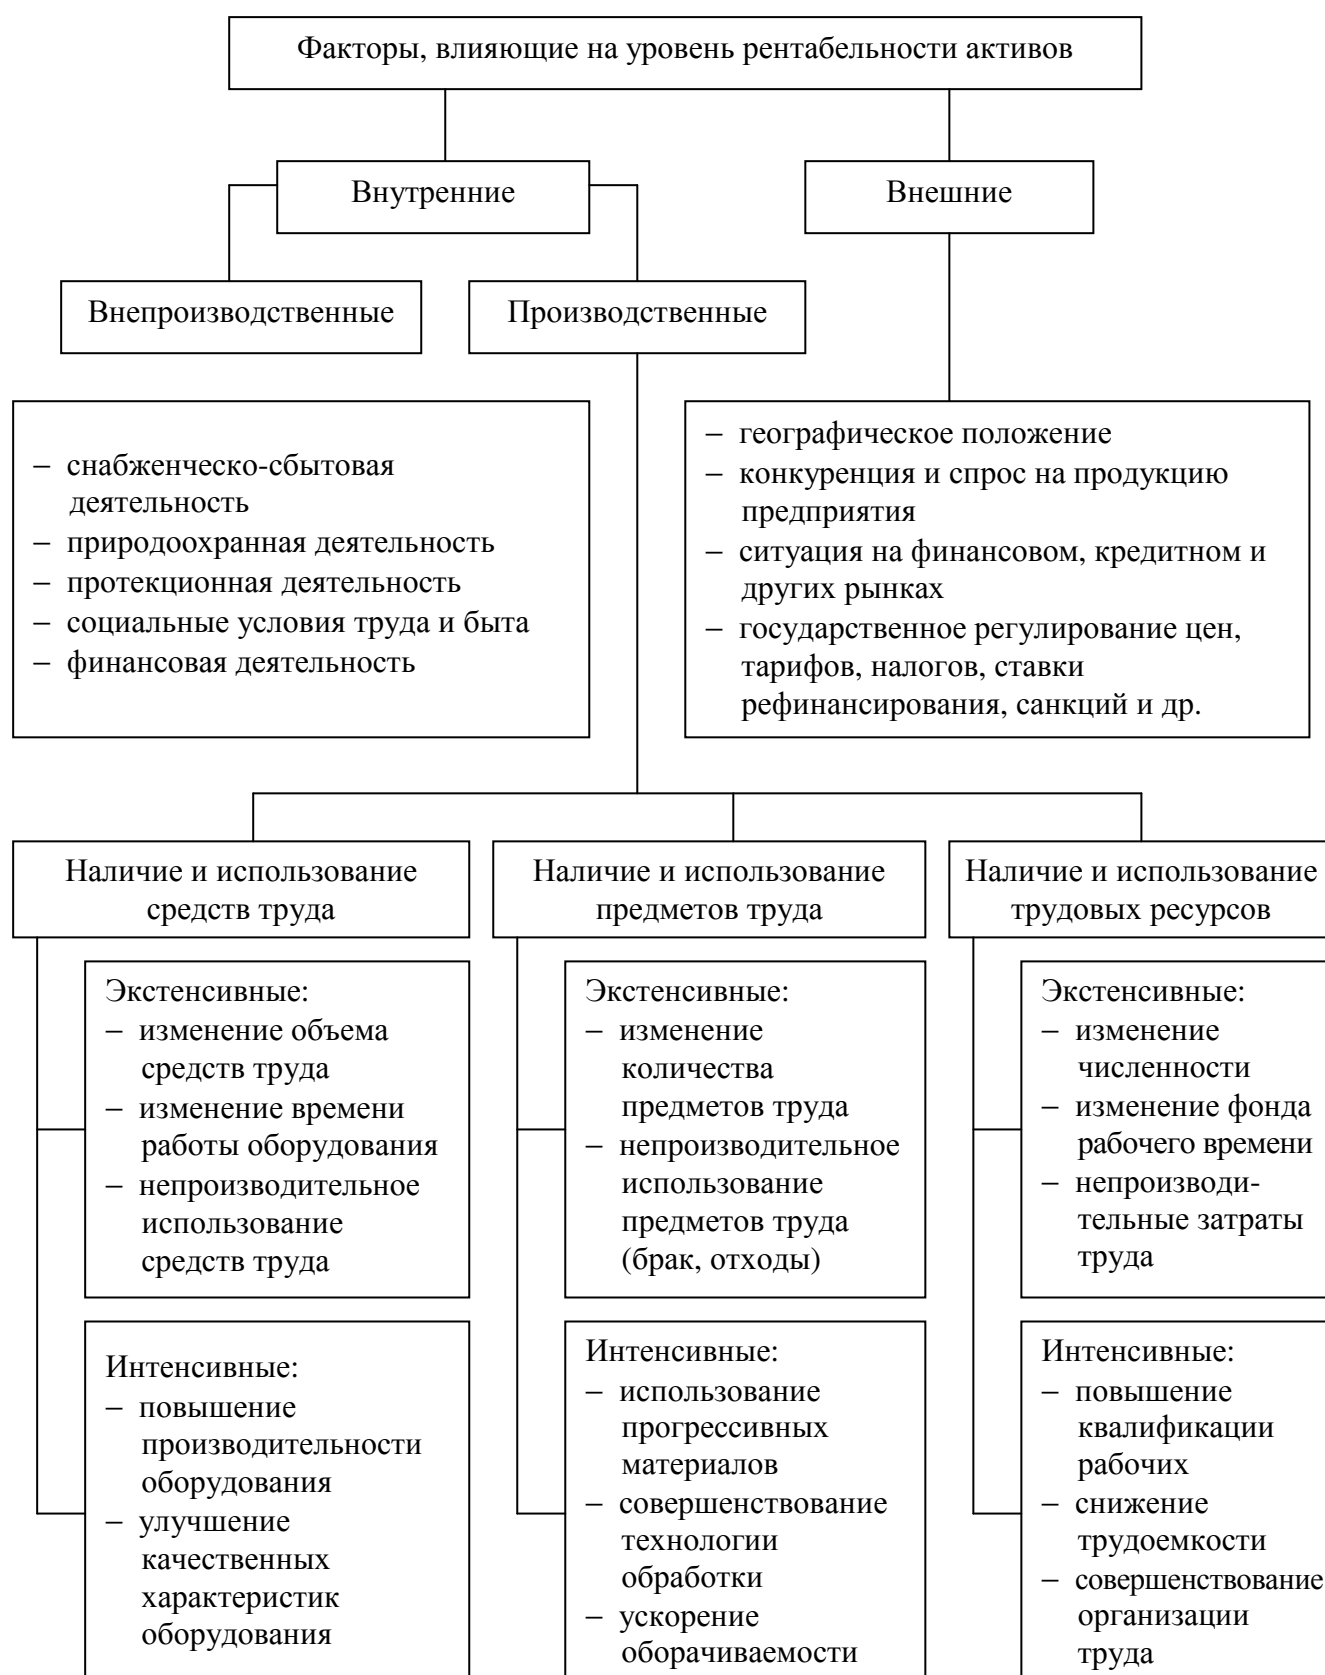 Факторы, влияющие на уровень рентабельности активов
Внутренние
Внешние
Внепроизводственные
Производственные
– снабженческо-сбытовая
деятельность
– природоохранная деятельность
– протекционная деятельность
– социальные условия труда и быта
– финансовая деятельность
– географическое положение
– конкуренция и спрос на продукцию
предприятия
– ситуация на финансовом, кредитном и
других рынках
– государственное регулирование цен,
тарифов, налогов, ставки
рефинансирования, санкций и др.
Наличие и использование
средств труда
Наличие и использование
предметов труда
Наличие и использование
трудовых ресурсов
Экстенсивные:
– изменение объема
средств труда
– изменение времени
работы оборудования
– непроизводительное
использование
средств труда
Экстенсивные:
– изменение
количества
предметов труда
– непроизводительное
использование
предметов труда
(брак, отходы)
Экстенсивные:
– изменение
численности
– изменение фонда
рабочего времени
– непроизводи-
тельные затраты
труда
Интенсивные:
– повышение
производительности
оборудования
– улучшение
качественных
характеристик
оборудования
Интенсивные:
– использование
прогрессивных
материалов
– совершенствование
технологии
обработки
– ускорение
оборачиваемости
Интенсивные:
– повышение
квалификации
рабочих
– снижение
трудоемкости
– совершенствование
организации
труда